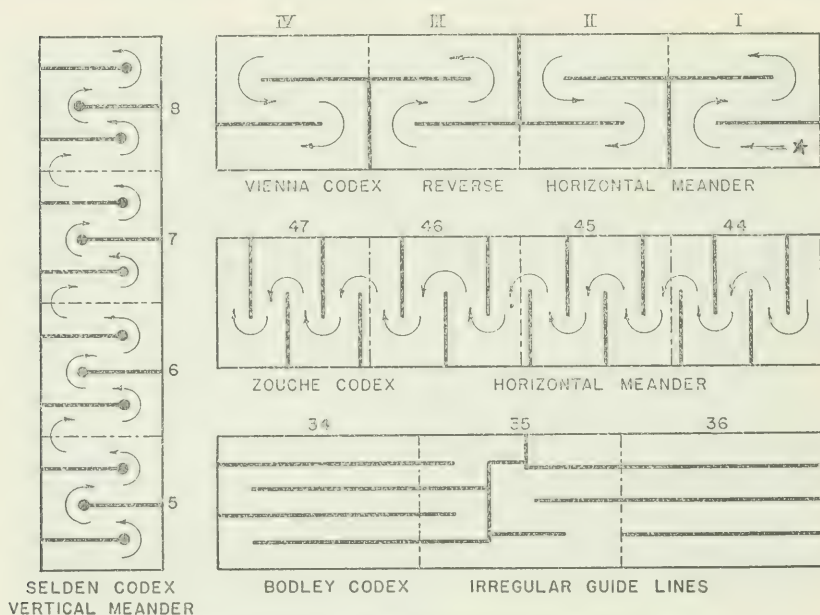 IV III II I
VIENNA CODEX REVERSE HORIZONTAL MEANDER
47 46 45 44
ZOUCHE CODEX HORIZONTAL MEANDER
34 35 36
BODLEY CODEX IRREGULAR GUIDE LINES
8
7
6
5
SELDEN CODEX
VERTICAL MEANDER